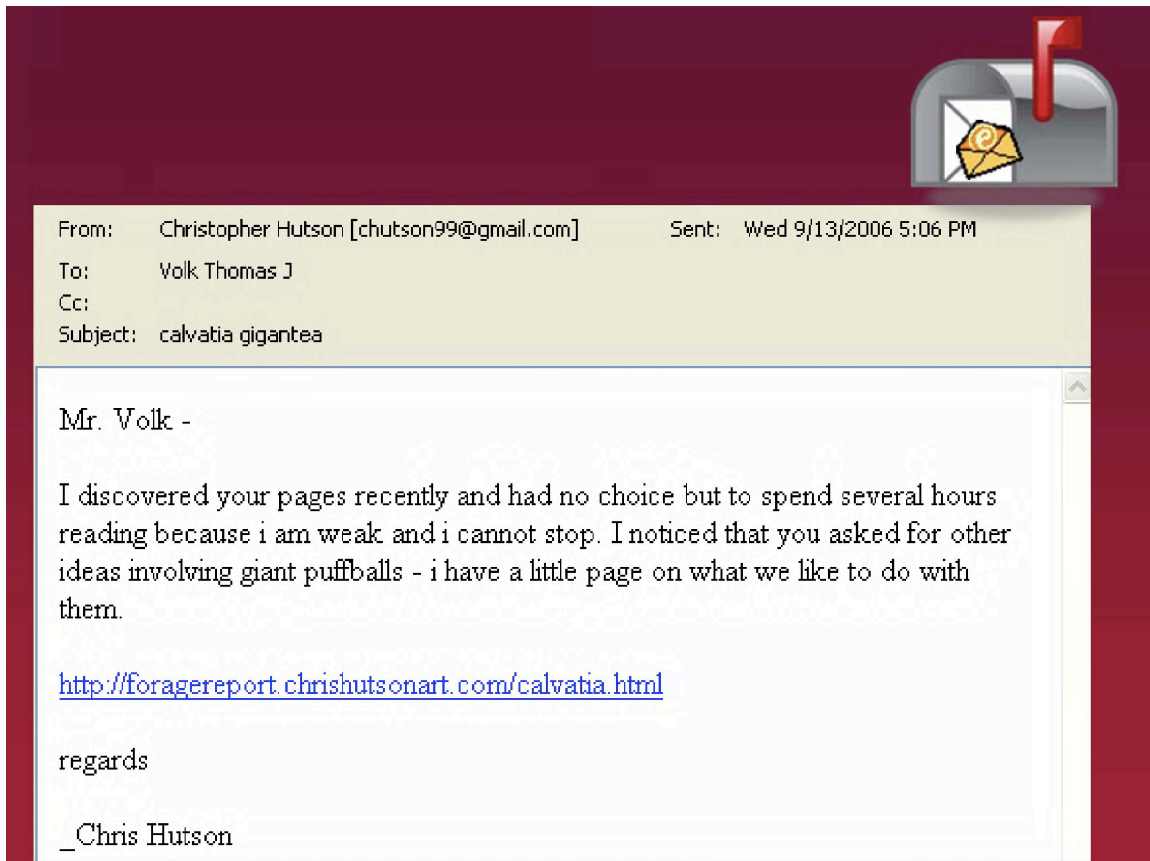 From: Christopher Hutson [chutson99@gmail.com] Sent: Wed 9/13/2006 5:06 PM
To: Volk Thomas J
Cc:
Subject: calvatia gigantea
Mr. Volk -
I discovered your pages recently and had no choice but to spend several hours
reading because i am weak and i cannot stop. I noticed that you asked for other
ideas involving giant puffballs - i have a little page on what we like to do with
them.
http://foragereport.chrishutsonart.com/calvatia.html
regards
_Chris Hutson